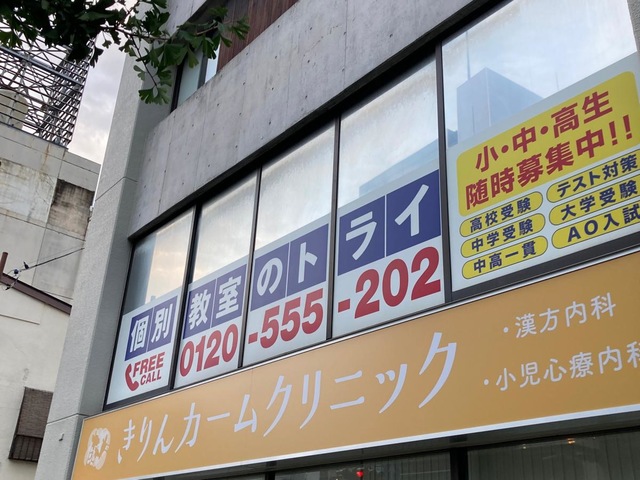 個別教室のトライ
FREE CALL
0120-555-202
小・中・高生
随時募集中!!
高校受験
テスト対策
中学受験
大学受験
中高一貫
AO入試
きりんカームクリニック
・漢方内科
・小児心療内科